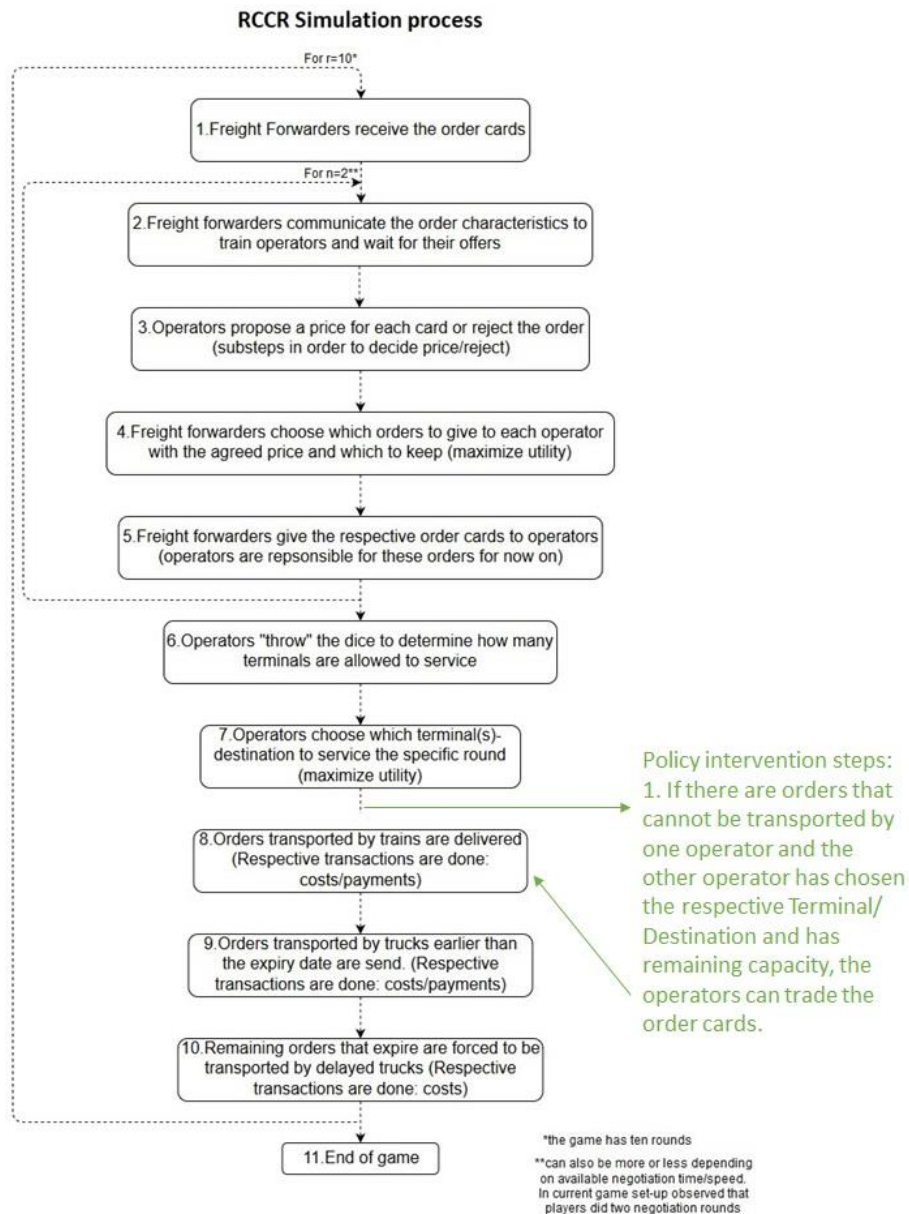 RCCR Simulation process
For r=10*
1.Freight Forwarders receive the order cards
For n=2**
2.Freight forwarders communicate the order characteristics to
train operators and wait for their offers
3.Operators propose a price for each card or reject the order
(substeps in order to decide price/reject)
4.Freight forwarders choose which orders to give to each operator
with the agreed price and which to keep (maximize utility)
5.Freight forwarders give the respective order cards to operators
(operators are repsonsible for these orders for now on)
6.Operators "throw" the dice to determine how many
terminals are allowed to service
7.Operators choose which terminal(s)-
destination to service the specific round
(maximize utility)
Policy intervention steps:
1. If there are orders that
cannot be transported by
one operator and the
other operator has chosen
the respective Terminal/
Destination and has
remaining capacity, the
operators can trade the
order cards.
8.Orders transported by trains are delivered
(Respective transactions are done:
costs/payments)
9.Orders transported by trucks earlier than
the expiry date are send. (Respective
transactions are done: costs/payments)
10.Remaining orders that expire are forced to be
transported by delayed trucks (Respective
transactions are done: costs)
11.End of game
*the game has ten rounds
**can also be more or less depending
on available negotiation time/speed.
In current game set-up observed that
players did two negotiation rounds